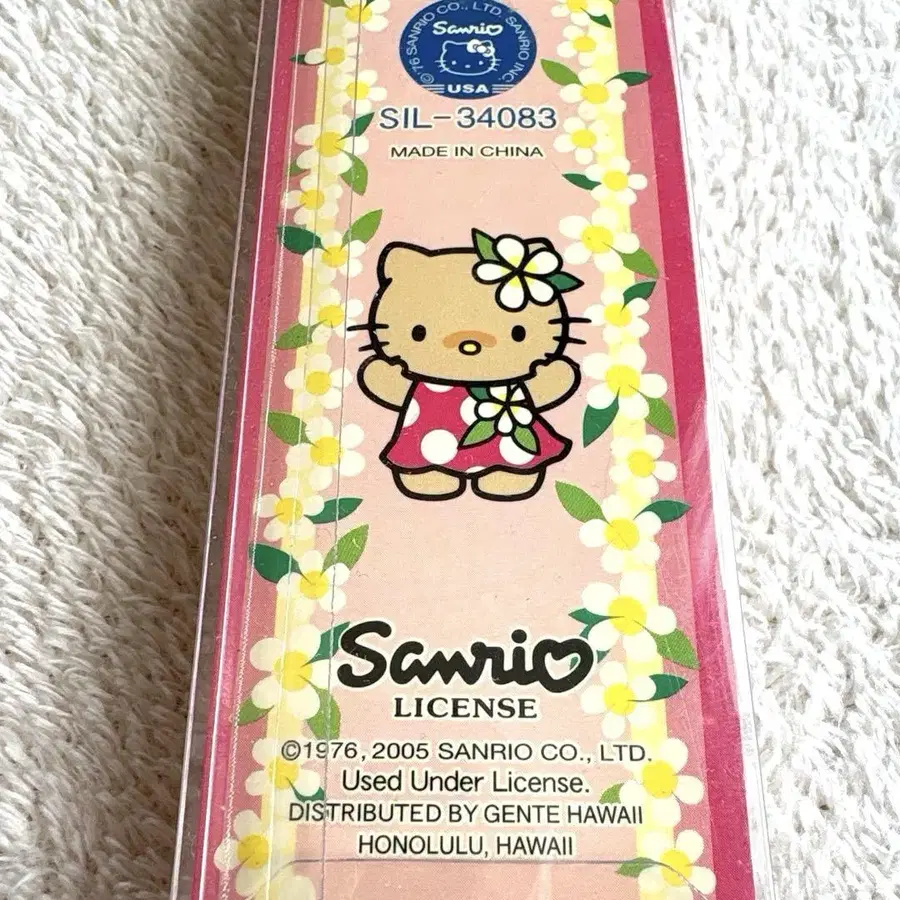 ©'76 SANRIO CO., LTD. SANRIO INC.
Sanrio
USA
SIL-34083
MADE IN CHINA
Sanrio
LICENSE
©1976, 2005 SANRIO CO., LTD.
Used Under License.
DISTRIBUTED BY GENTE HAWAII
HONOLULU, HAWAII